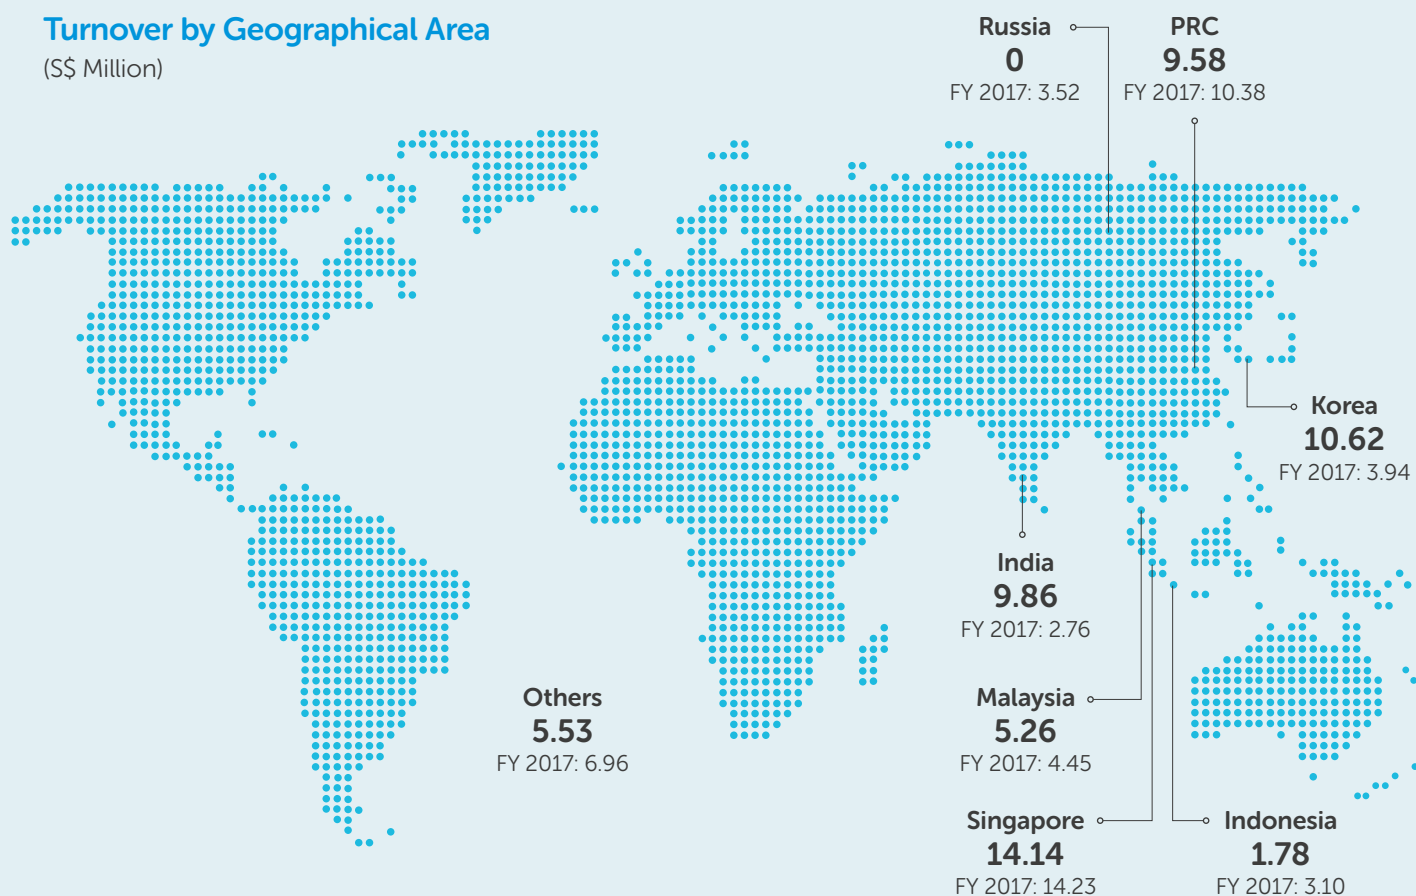 Turnover by Geographical Area
(S$ Million)
Russia
0
FY 2017: 3.52
PRC
9.58
FY 2017: 10.38
Korea
10.62
FY 2017: 3.94
India
9.86
FY 2017: 2.76
Others
5.53
FY 2017: 6.96
Malaysia
5.26
FY 2017: 4.45
Singapore
14.14
FY 2017: 14.23
Indonesia
1.78
FY 2017: 3.10